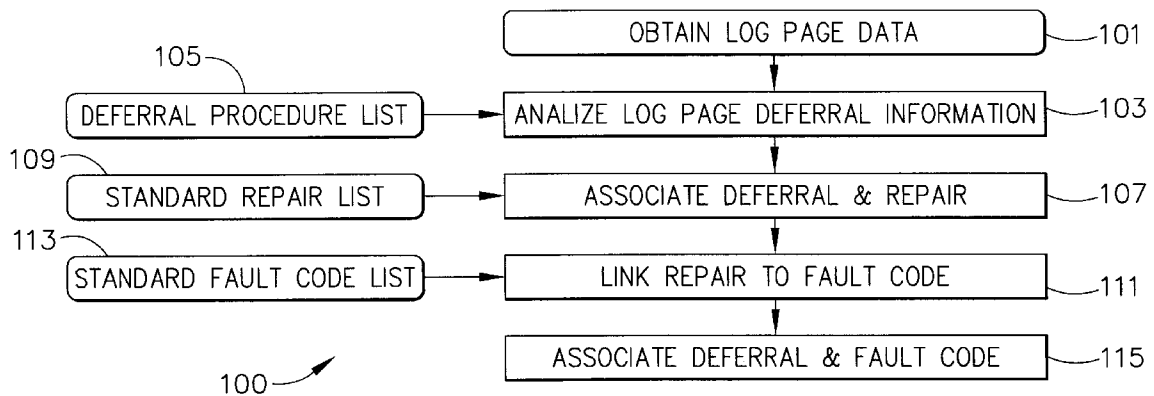 OBTAIN LOG PAGE DATA
101
105
DEFERRAL PROCEDURE LIST
ANALIZE LOG PAGE DEFERRAL INFORMATION
103
109
STANDARD REPAIR LIST
ASSOCIATE DEFERRAL & REPAIR
107
113
STANDARD FAULT CODE LIST
LINK REPAIR TO FAULT CODE
111
ASSOCIATE DEFERRAL & FAULT CODE
115
100